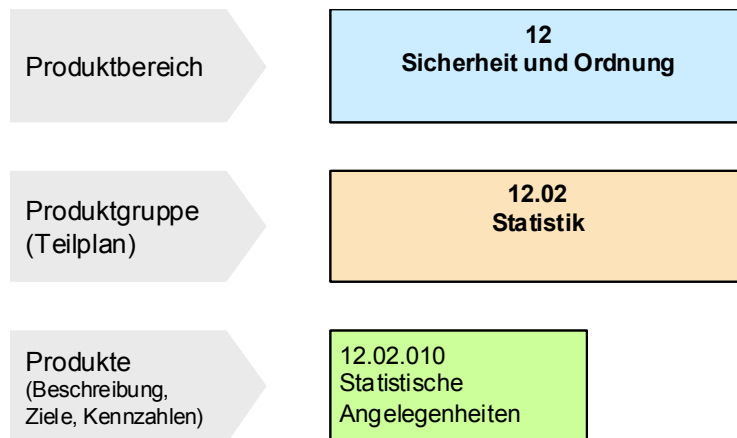 Produktbereich
12
Sicherheit und Ordnung
Produktgruppe
(Teilplan)
12.02
Statistik
Produkte
(Beschreibung,
Ziele, Kennzahlen)
12.02.010
Statistische
Angelegenheiten